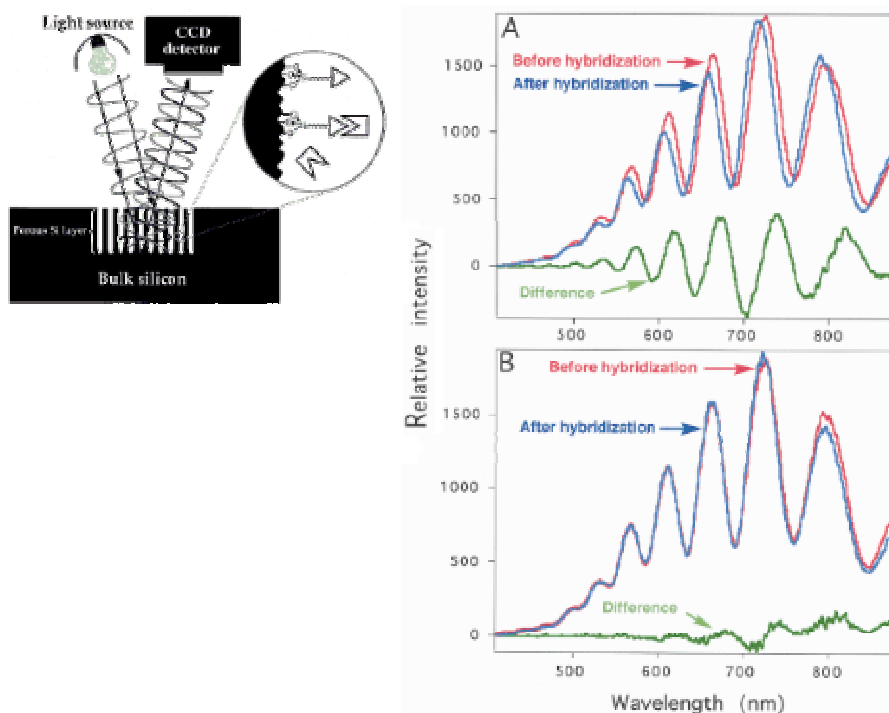 Light source
CCD
detector
Porous Si Layer
Bulk silicon
Relative intensity
A
Before hybridization
After hybridization
1500
1000
500
0
Difference
500
600
700
800
B
Before hybridization
After hybridization
1500
1000
500
0
Difference
500
600
700
800
Wavelength (nm)